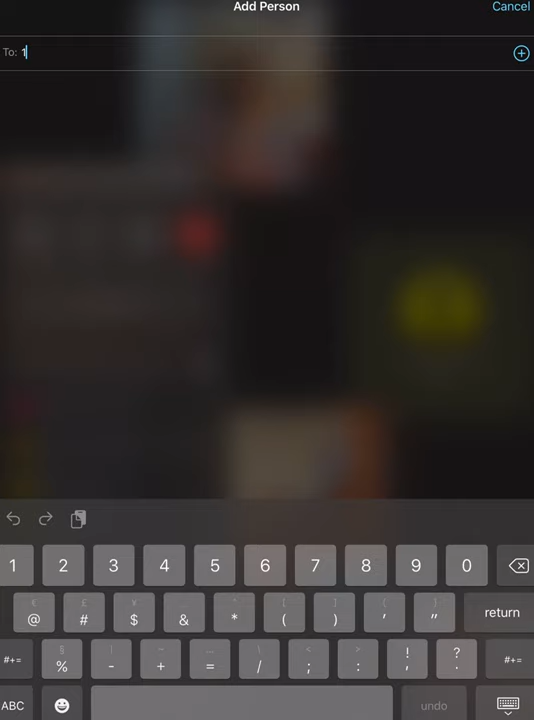 Add Person
Cancel
To: 1
1 2 3 4 5 6 7 8 9 0
€ £ ¥ _ ^ [ ] { }
@ # $ & * ( ) ' "
return
#+=
§ | ~ … \ < > ! ?
% - + = / ; : , .
#+=
ABC
undo